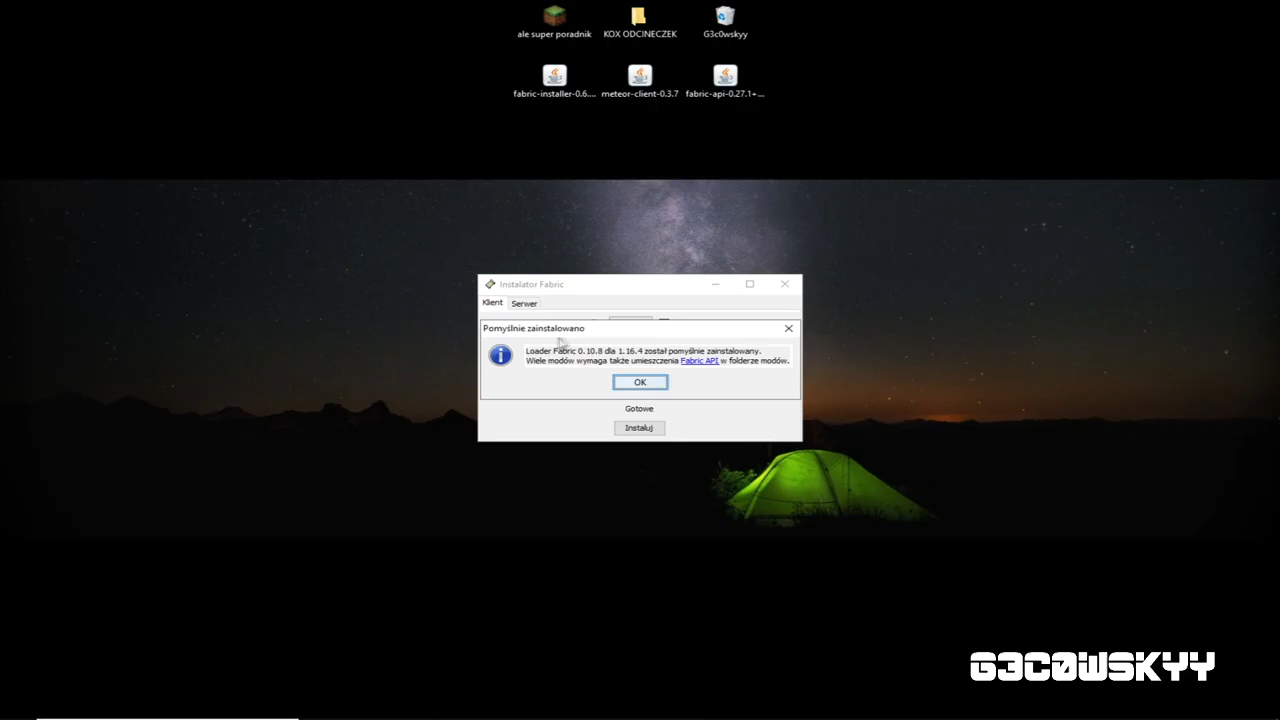 ale super poradnik
KOX ODCINECZEK
G3c0wskyy
fabric-installer-0.6....
meteor-client-0.3.7
fabric-api-0.27.1+...
Instalator Fabric
Klient
Serwer
Pomyślnie zainstalowano
Loader Fabric 0.10.8 dla 1.16.4 został pomyślnie zainstalowany.
Wiele modów wymaga także umieszczenia Fabric API w folderze modów.
OK
Gotowe
Instaluj
G3C0WSKYY